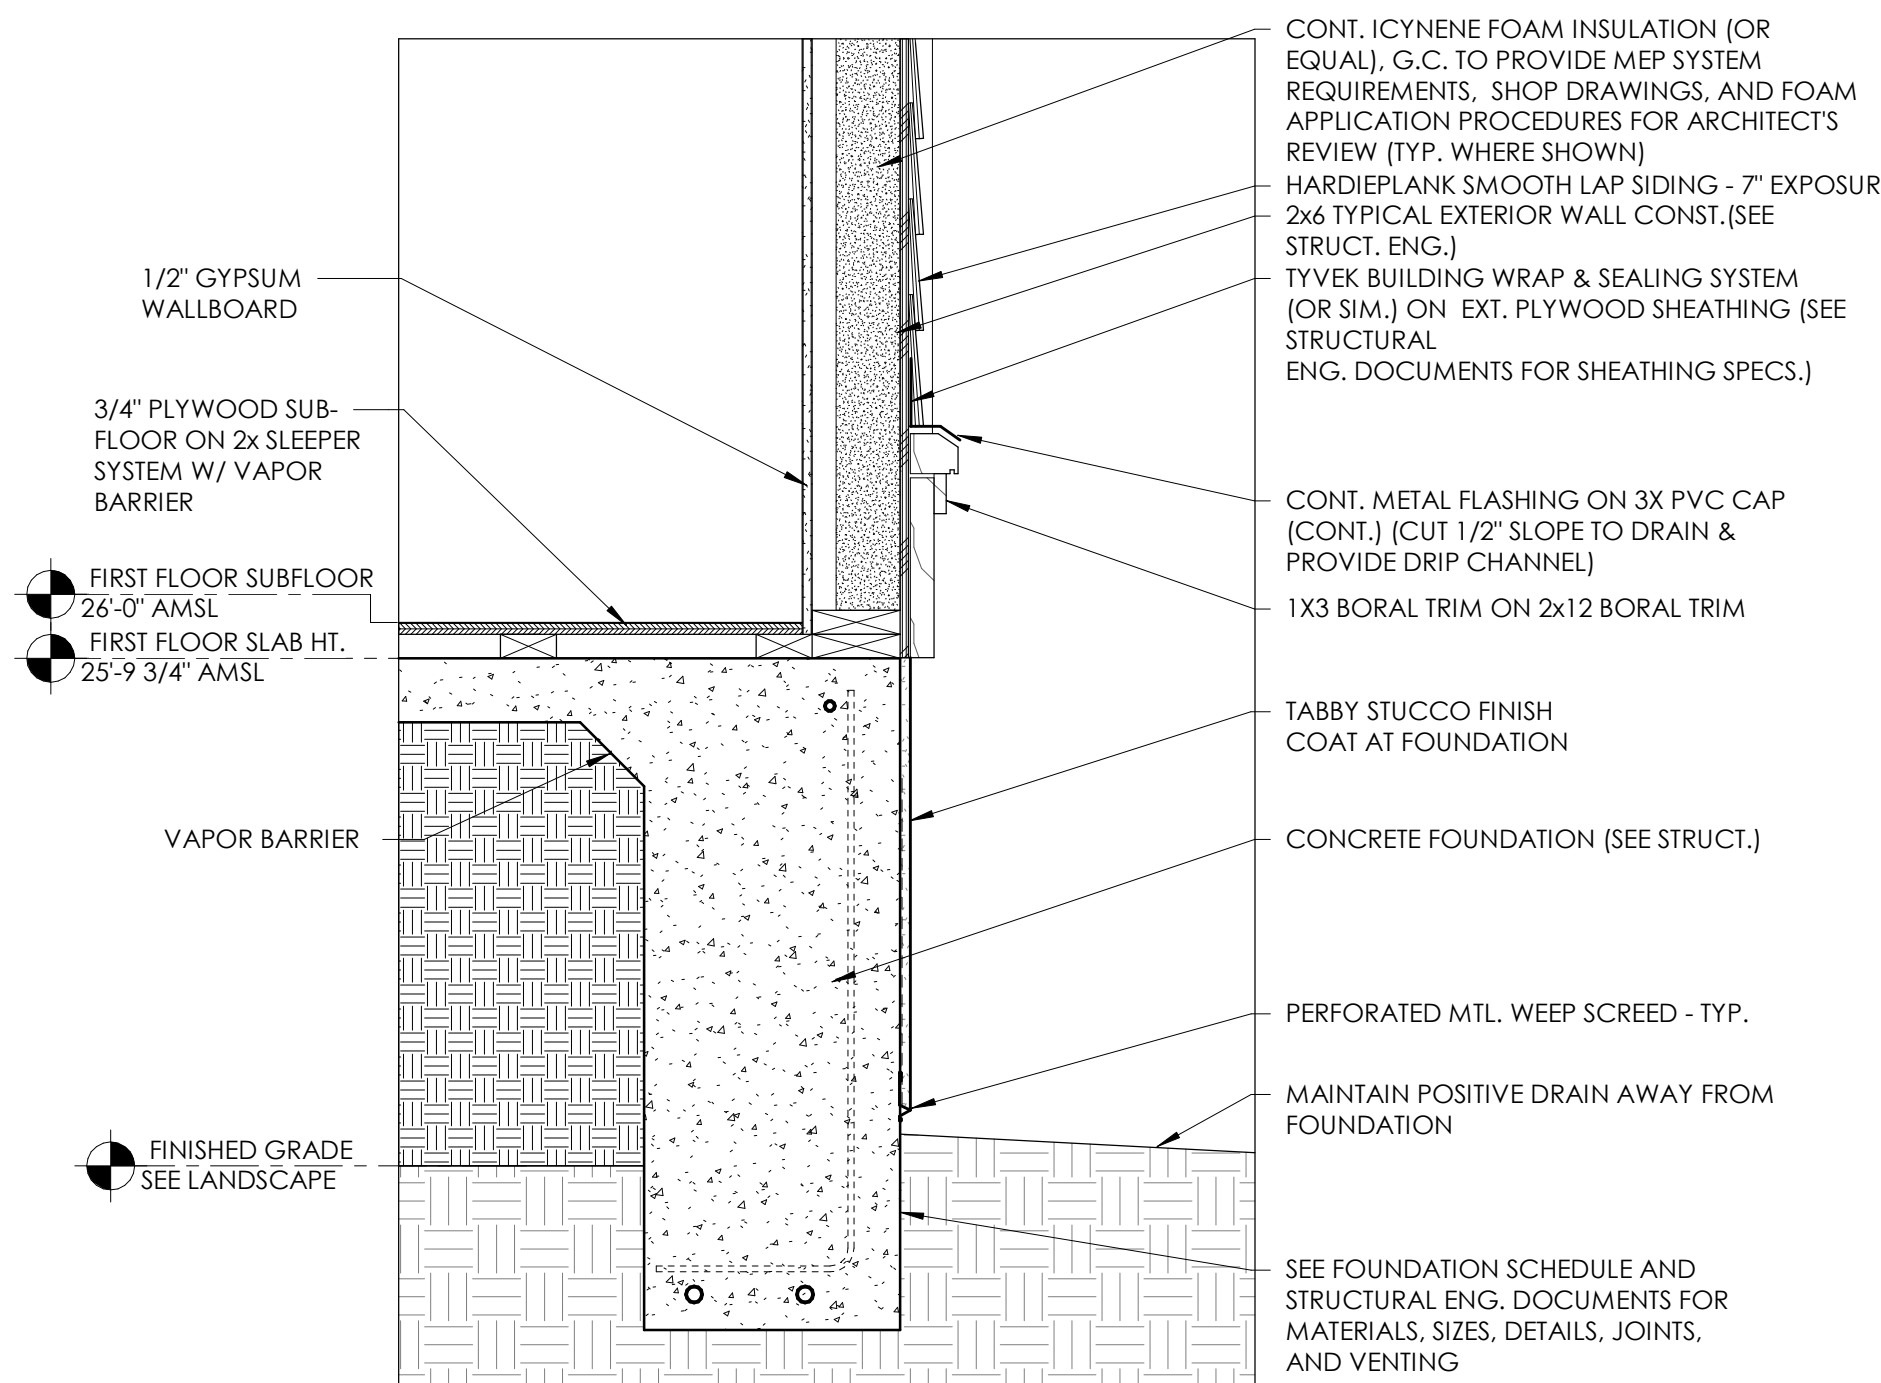 CONT. ICYNENE FOAM INSULATION (OR
EQUAL), G.C. TO PROVIDE MEP SYSTEM
REQUIREMENTS, SHOP DRAWINGS, AND FOAM
APPLICATION PROCEDURES FOR ARCHITECT'S
REVIEW (TYP. WHERE SHOWN)
HARDIEPLANK SMOOTH LAP SIDING - 7" EXPOSUR
2x6 TYPICAL EXTERIOR WALL CONST.(SEE
STRUCT. ENG.)
TYVEK BUILDING WRAP & SEALING SYSTEM
(OR SIM.) ON EXT. PLYWOOD SHEATHING (SEE
STRUCTURAL
ENG. DOCUMENTS FOR SHEATHING SPECS.)
1/2" GYPSUM
WALLBOARD
3/4" PLYWOOD SUB-
FLOOR ON 2x SLEEPER
SYSTEM W/ VAPOR
BARRIER
CONT. METAL FLASHING ON 3X PVC CAP
(CONT.) (CUT 1/2" SLOPE TO DRAIN &
PROVIDE DRIP CHANNEL)
FIRST FLOOR SUBFLOOR
26'-0" AMSL
1X3 BORAL TRIM ON 2x12 BORAL TRIM
FIRST FLOOR SLAB HT.
25'-9 3/4" AMSL
TABBY STUCCO FINISH
COAT AT FOUNDATION
VAPOR BARRIER
CONCRETE FOUNDATION (SEE STRUCT.)
PERFORATED MTL. WEEP SCREED - TYP.
MAINTAIN POSITIVE DRAIN AWAY FROM
FOUNDATION
FINISHED GRADE
SEE LANDSCAPE
SEE FOUNDATION SCHEDULE AND
STRUCTURAL ENG. DOCUMENTS FOR
MATERIALS, SIZES, DETAILS, JOINTS,
AND VENTING